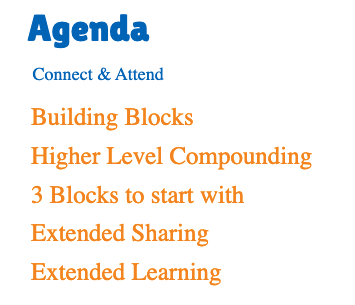 Agenda
Connect & Attend
Building Blocks
Higher Level Compounding
3 Blocks to start with
Extended Sharing
Extended Learning